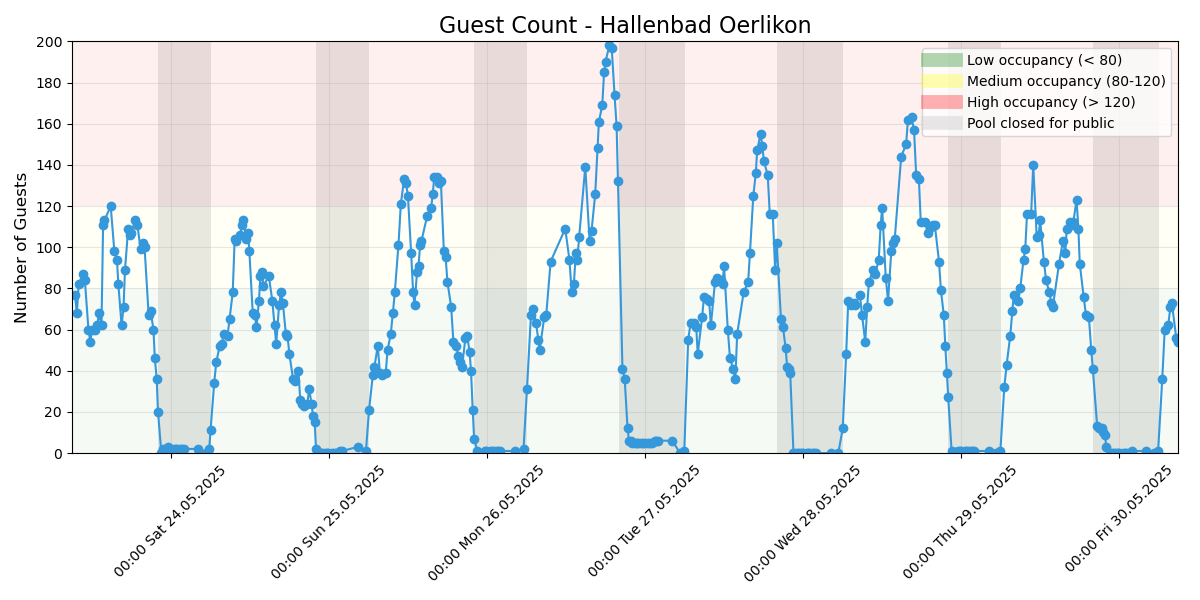 Guest Count - Hallenbad Oerlikon
Number of Guests
200
180
160
140
120
100
80
60
40
20
0
Low occupancy (< 80)
Medium occupancy (80-120)
High occupancy (> 120)
Pool closed for public
00:00 Sat 24.05.2025
00:00 Sun 25.05.2025
00:00 Mon 26.05.2025
00:00 Tue 27.05.2025
00:00 Wed 28.05.2025
00:00 Thu 29.05.2025
00:00 Fri 30.05.2025